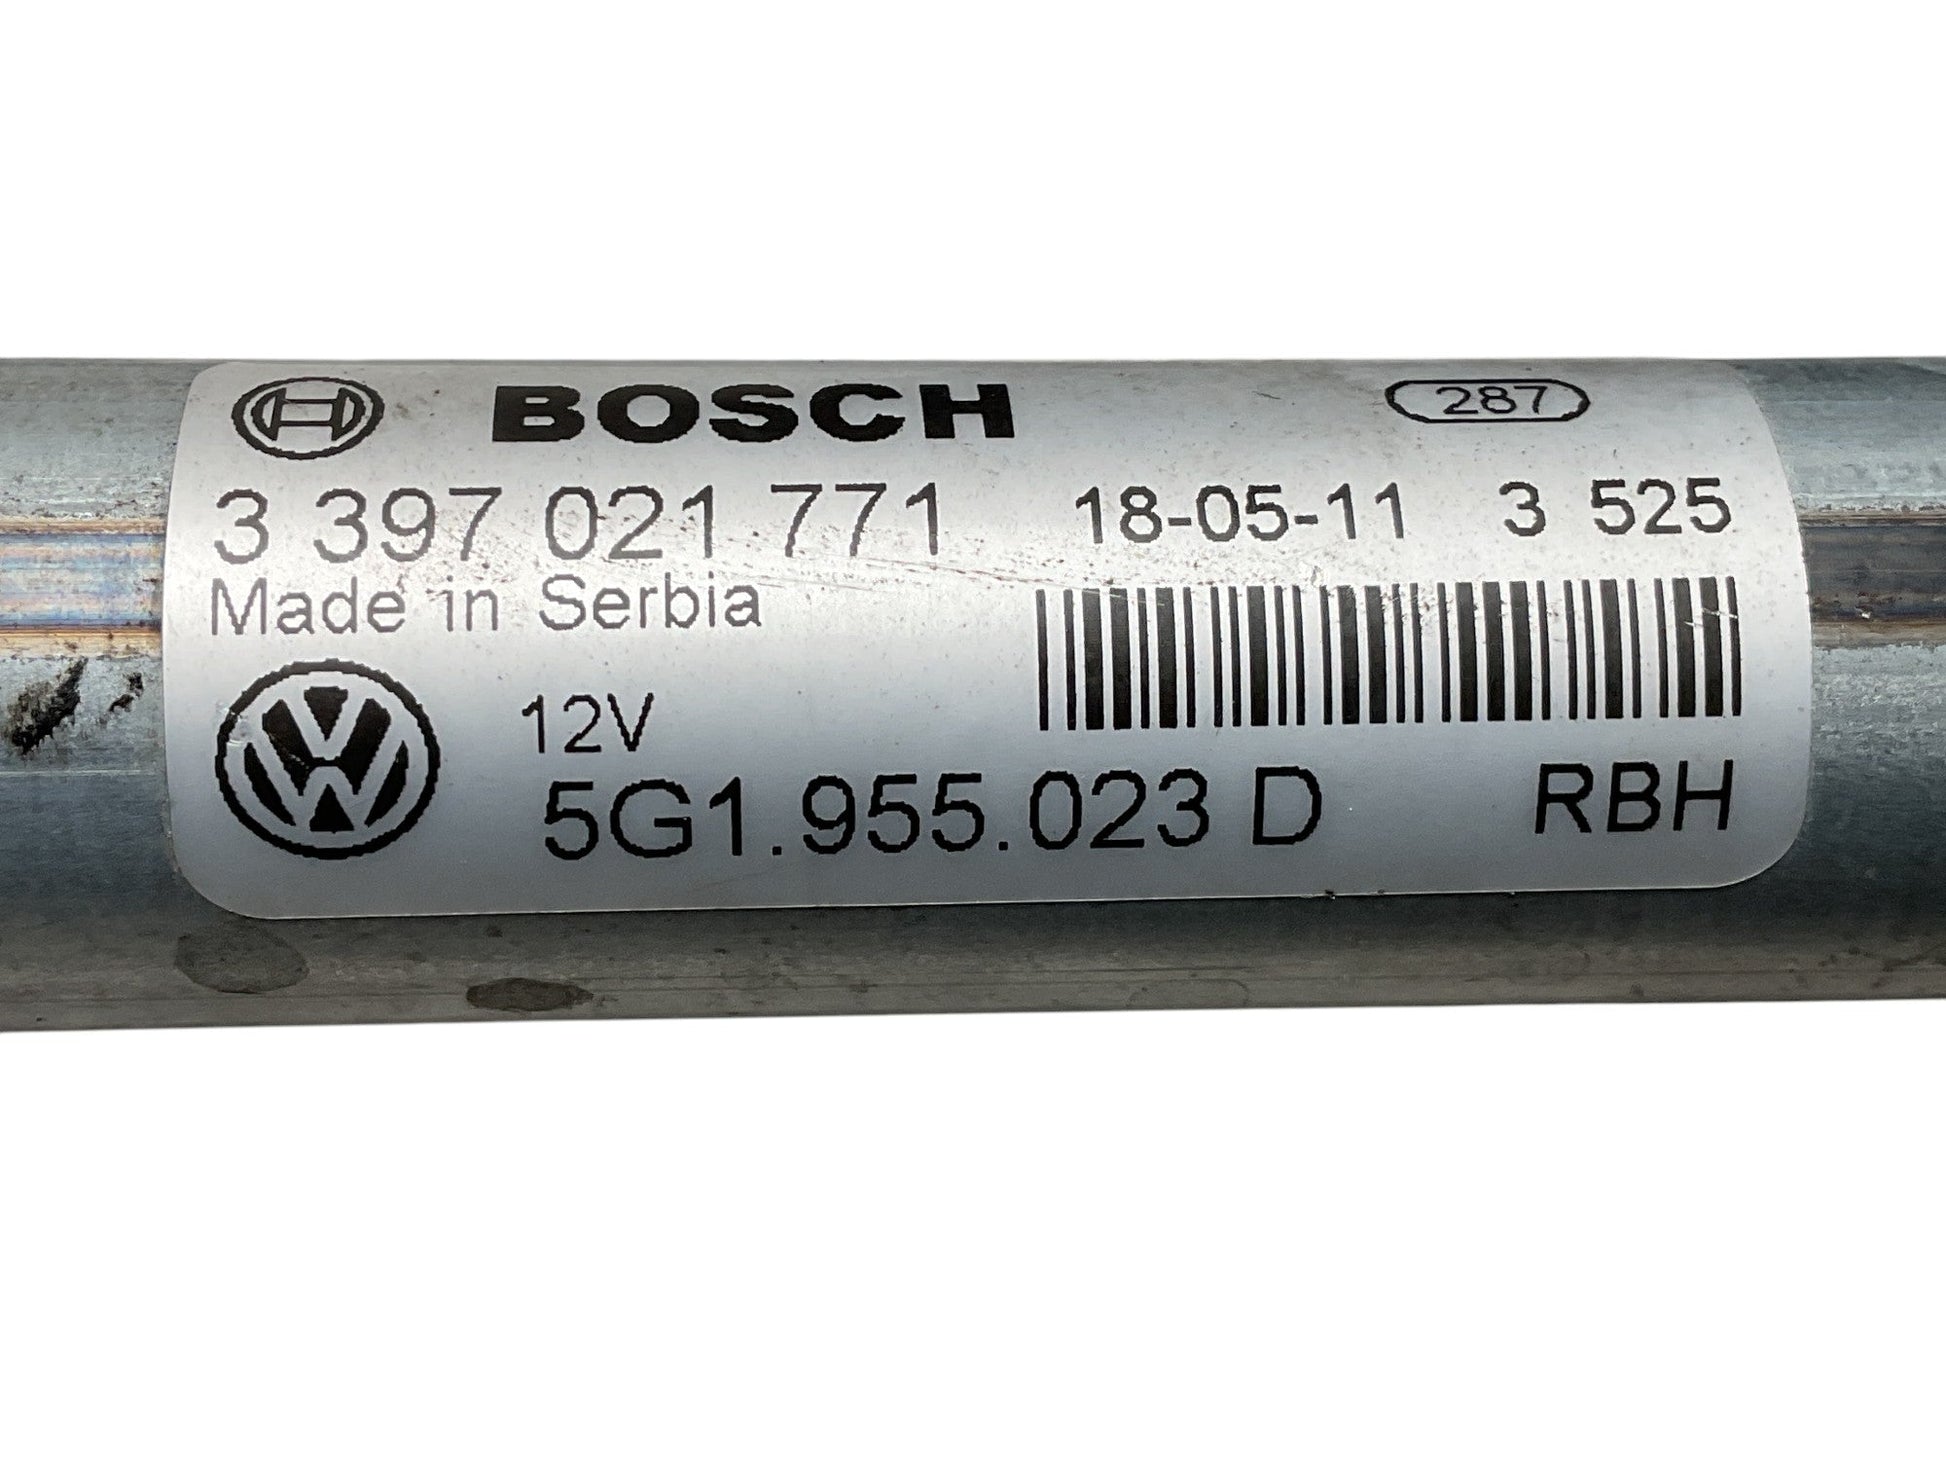 BOSCH 287
3 397 021 771 18-05-11 3 525
Made in Serbia
12V
5G1.955.023 D RBH